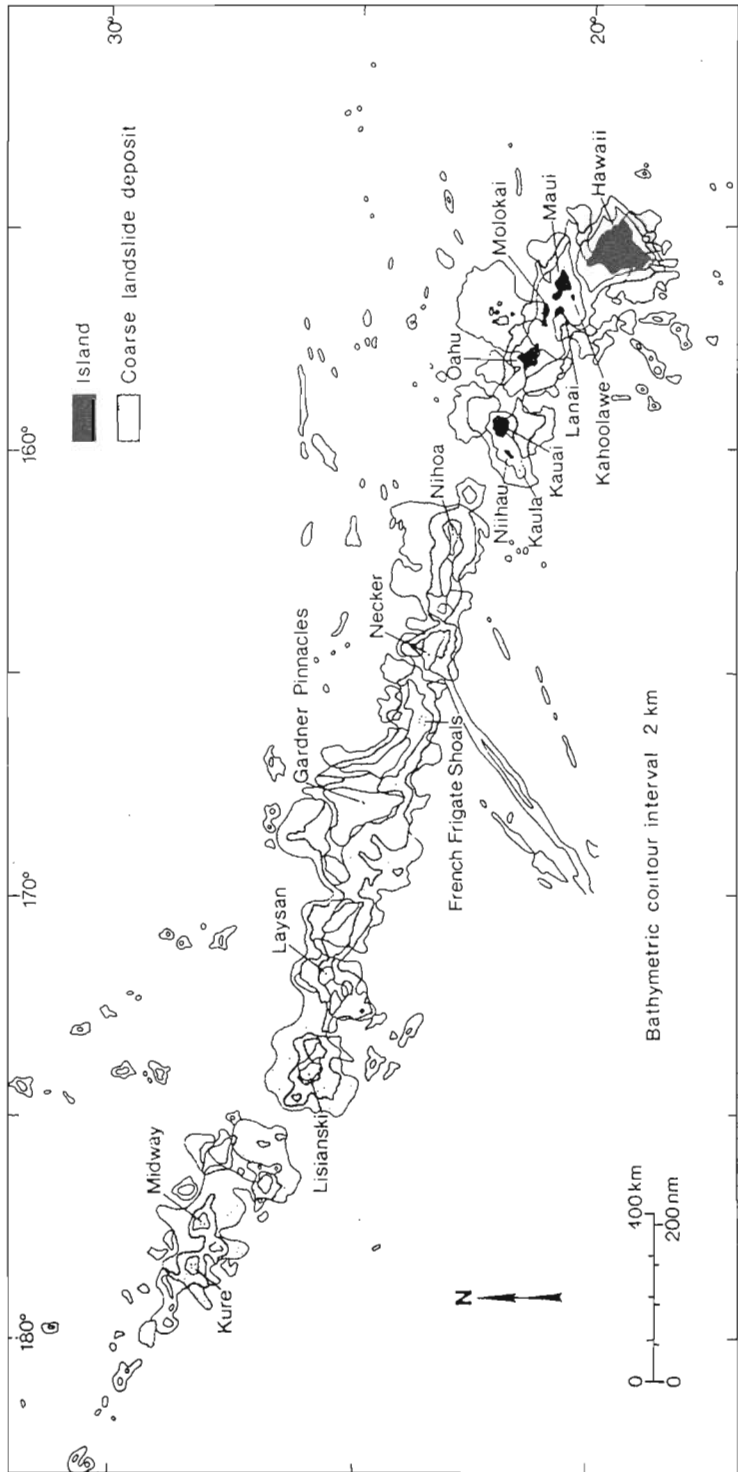 180°
170°
160°
30°
20°
Island
Coarse landslide deposit
Midway
Kure
Lisianski
Laysan
Gardner Pinnacles
French Frigate Shoals
Necker
Nihoa
Niihau
Kaula
Kauai
Oahu
Molokai
Maui
Hawaii
Lanai
Kahoolawe
N
0 400 km
0 200 nm
Bathymetric contour interval 2 km